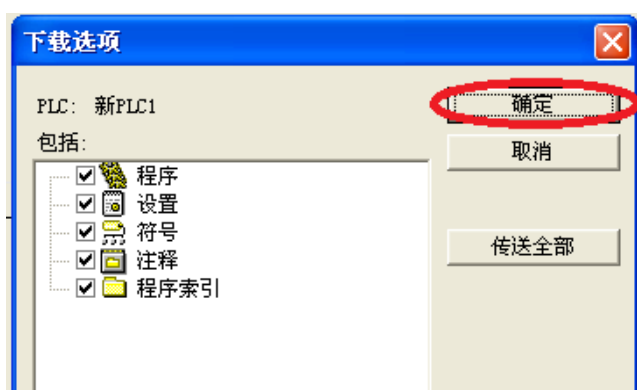 下载选项
PLC: 新PLC1
确定
包括:
取消
程序
设置
符号
传送全部
注释
程序索引